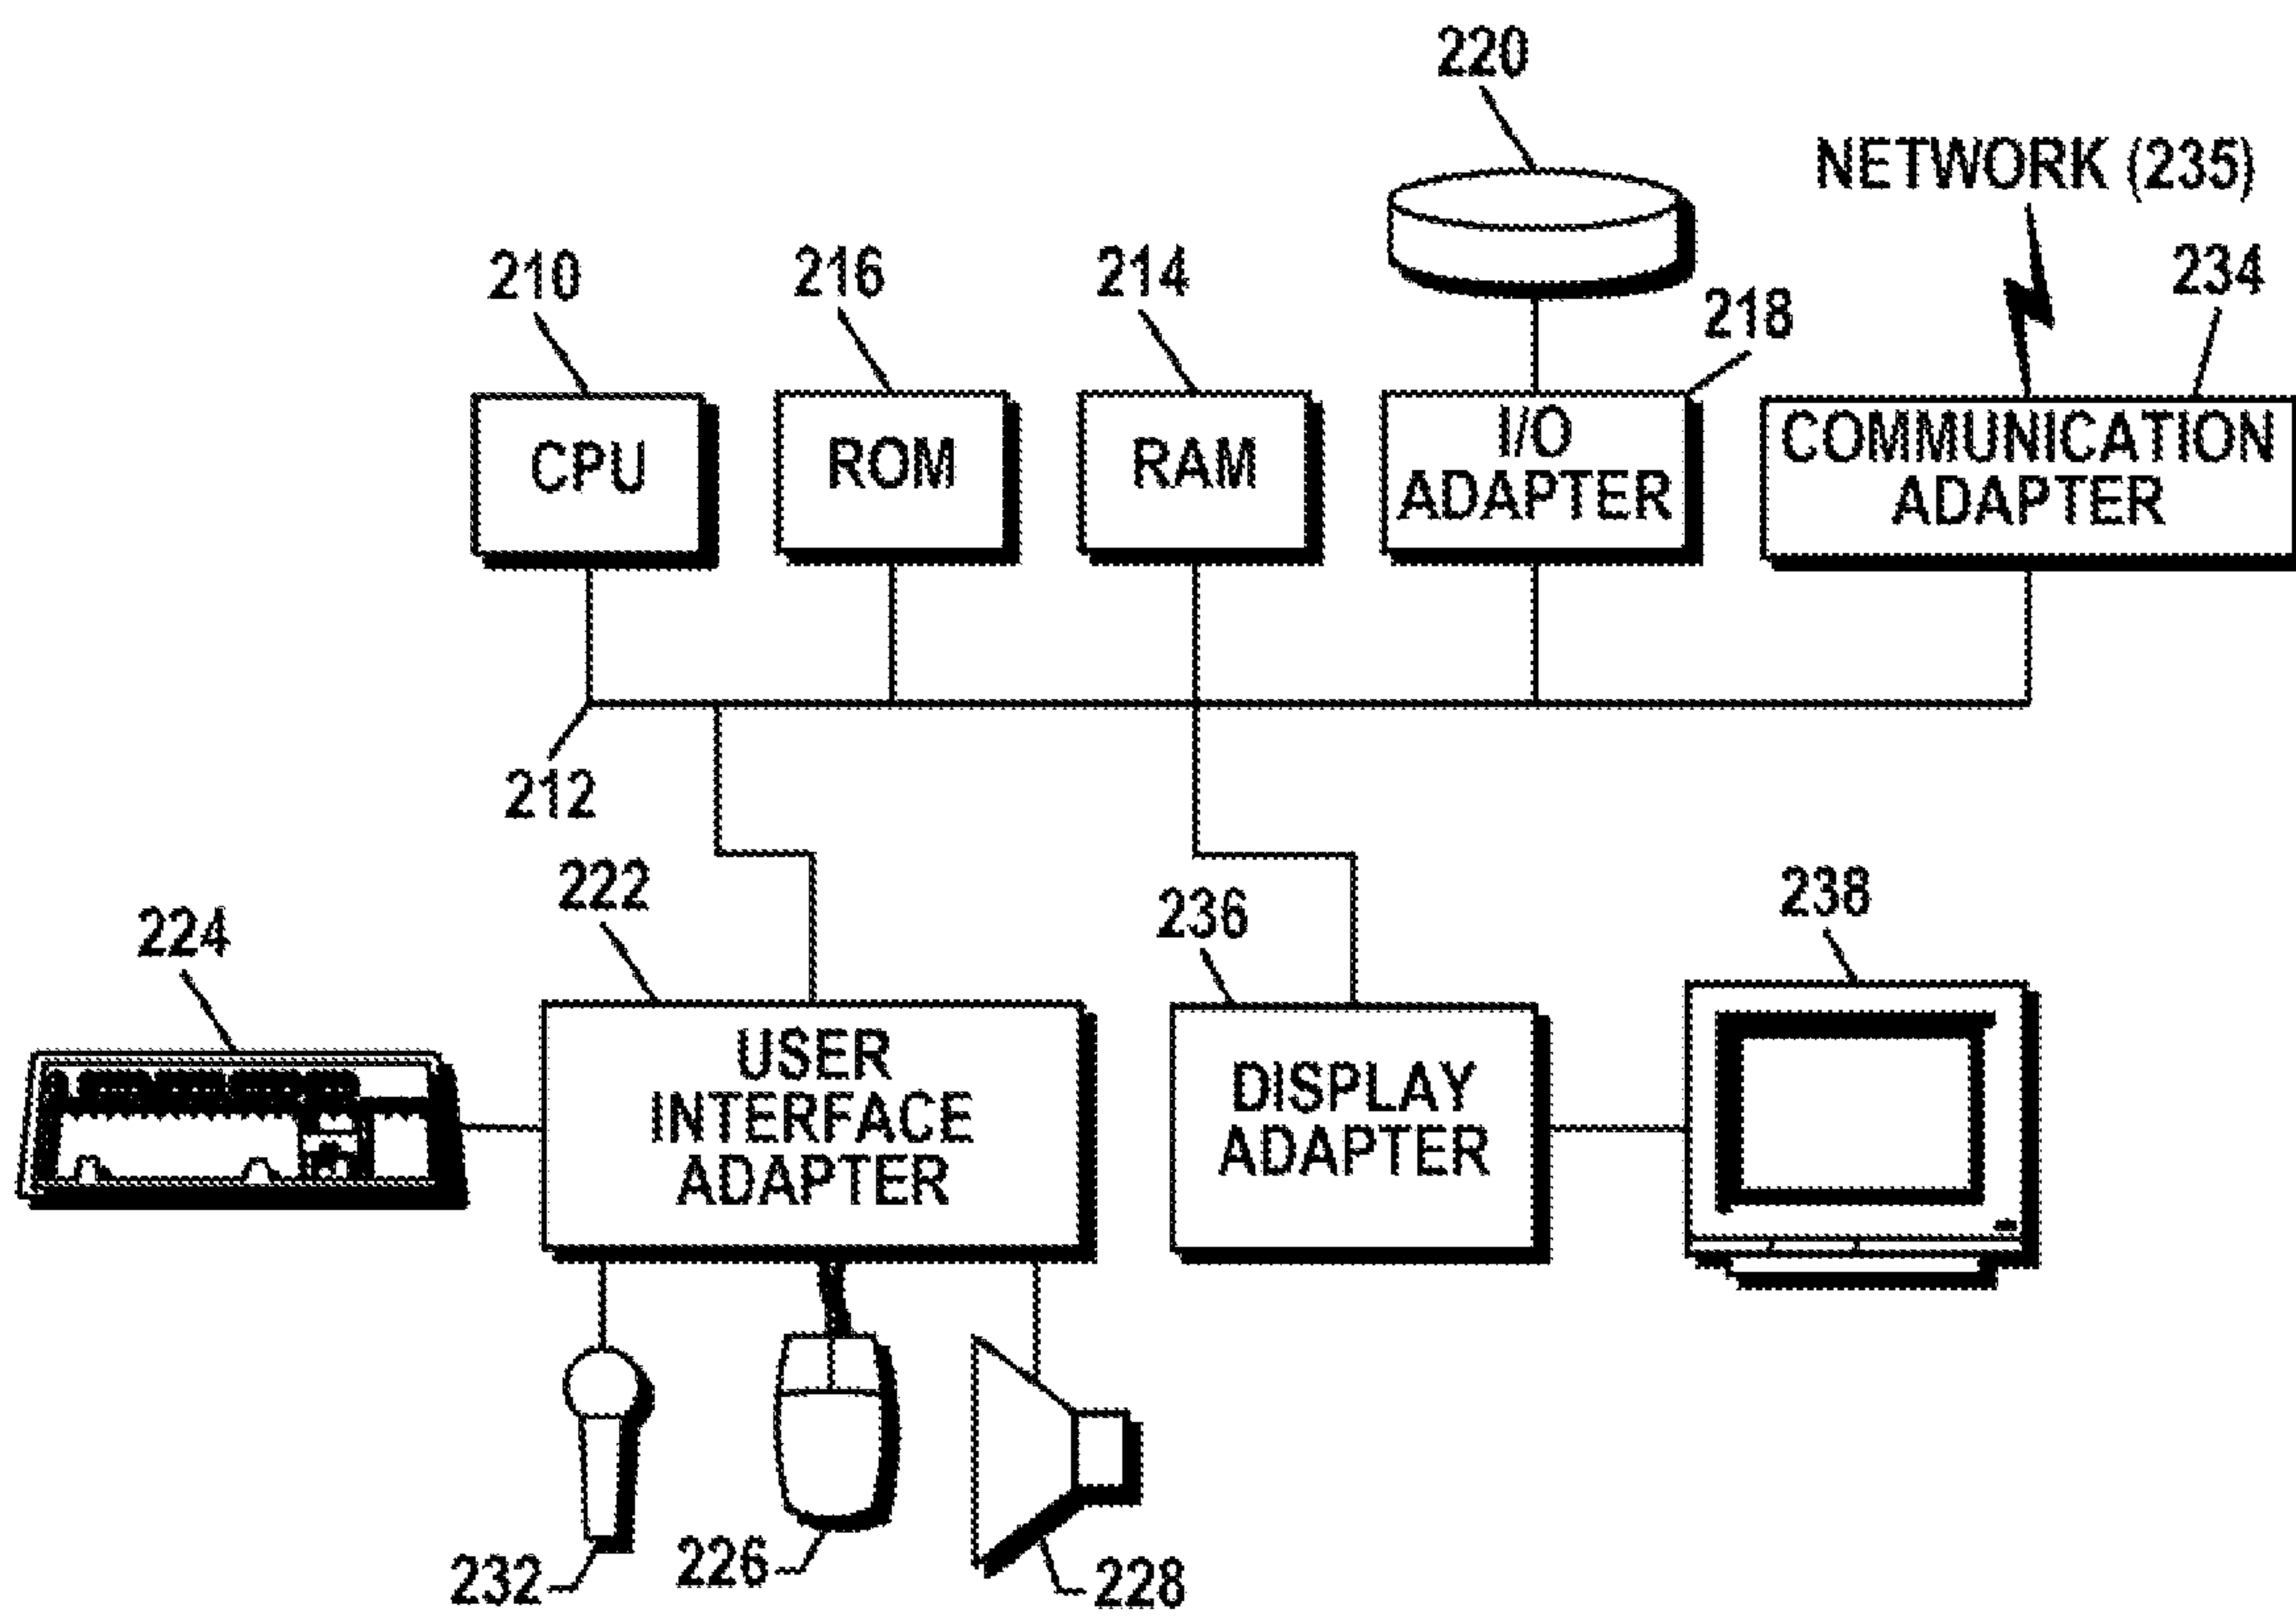 220
NETWORK (235)
210
216
214
218
234
CPU
ROM
RAM
I/O
ADAPTER
COMMUNICATION
ADAPTER
212
222
224
236
238
USER
INTERFACE
ADAPTER
DISPLAY
ADAPTER
232
226
228